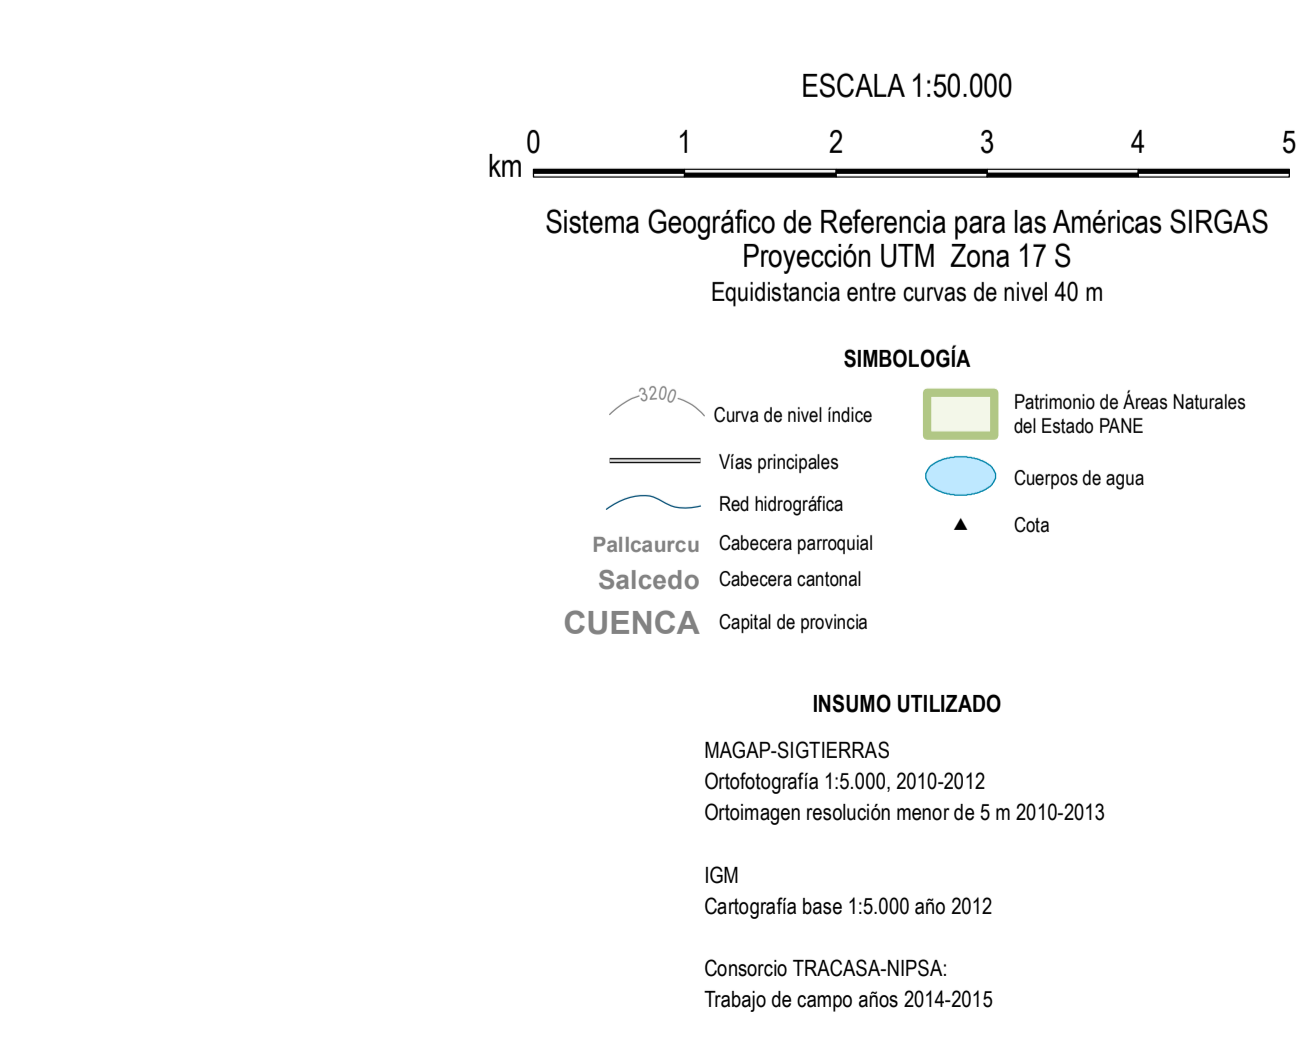 ESCALA 1:50.000
0 1 2 3 4 5
km
Sistema Geográfico de Referencia para las Américas SIRGAS
Proyección UTM Zona 17 S
Equidistancia entre curvas de nivel 40 m
SIMBOLOGÍA
3200 Curva de nivel índice
Vías principales
Red hidrográfica
Pallcaurcu Cabecera parroquial
Salcedo Cabecera cantonal
CUENCA Capital de provincia
Patrimonio de Áreas Naturales
del Estado PANE
Cuerpos de agua
Cota
INSUMO UTILIZADO
MAGAP-SIGTIERRAS
Ortofotografía 1:5.000, 2010-2012
Ortoimagen resolución menor de 5 m 2010-2013
IGM
Cartografía base 1:5.000 año 2012
Consorcio TRACASA-NIPSA:
Trabajo de campo años 2014-2015